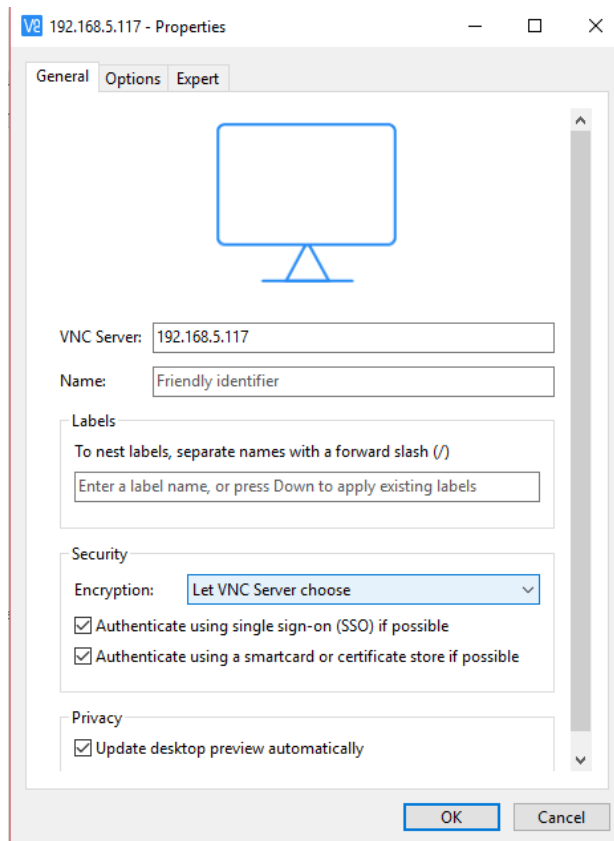 V2 192.168.5.117 - Properties
General Options Expert
VNC Server: 192.168.5.117
Name: Friendly identifier
Labels
To nest labels, separate names with a forward slash (/)
Enter a label name, or press Down to apply existing labels
Security
Encryption: Let VNC Server choose
Authenticate using single sign-on (SSO) if possible
Authenticate using a smartcard or certificate store if possible
Privacy
Update desktop preview automatically
OK Cancel